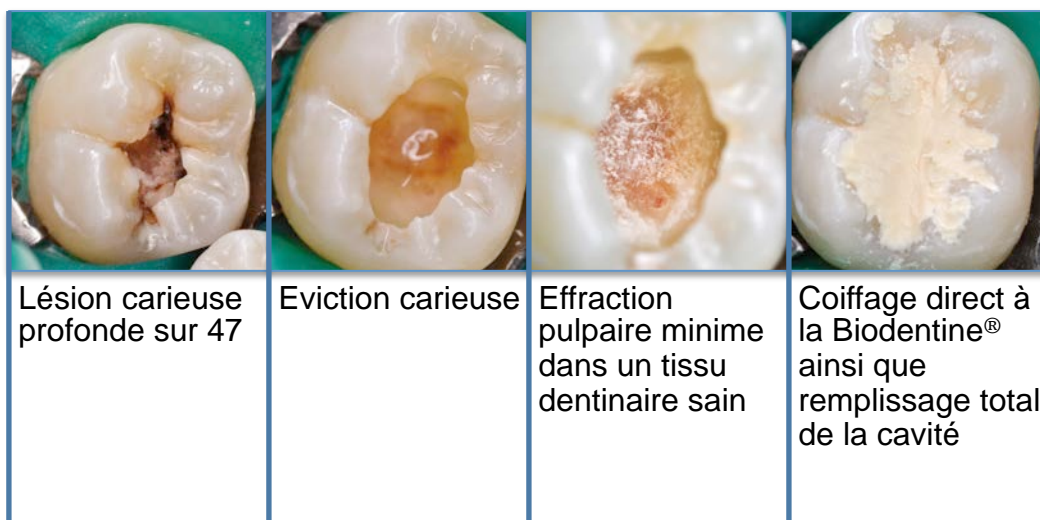 Lésion carieuse
profonde sur 47
Eviction carieuse
Effraction
pulpaire minime
dans un tissu
dentinaire sain
Coiffage direct à
la Biodentine®
ainsi que
remplissage total
de la cavité